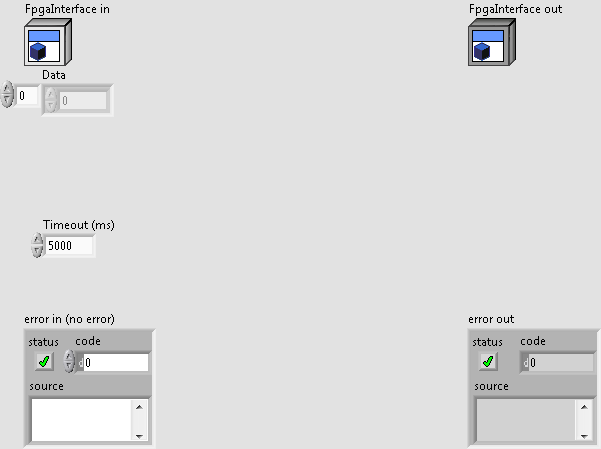 FpgaInterface in
FpgaInterface out
Data
0
0
Timeout (ms)
5000
error in (no error)
error out
status code
d0
source
status code
d0
source